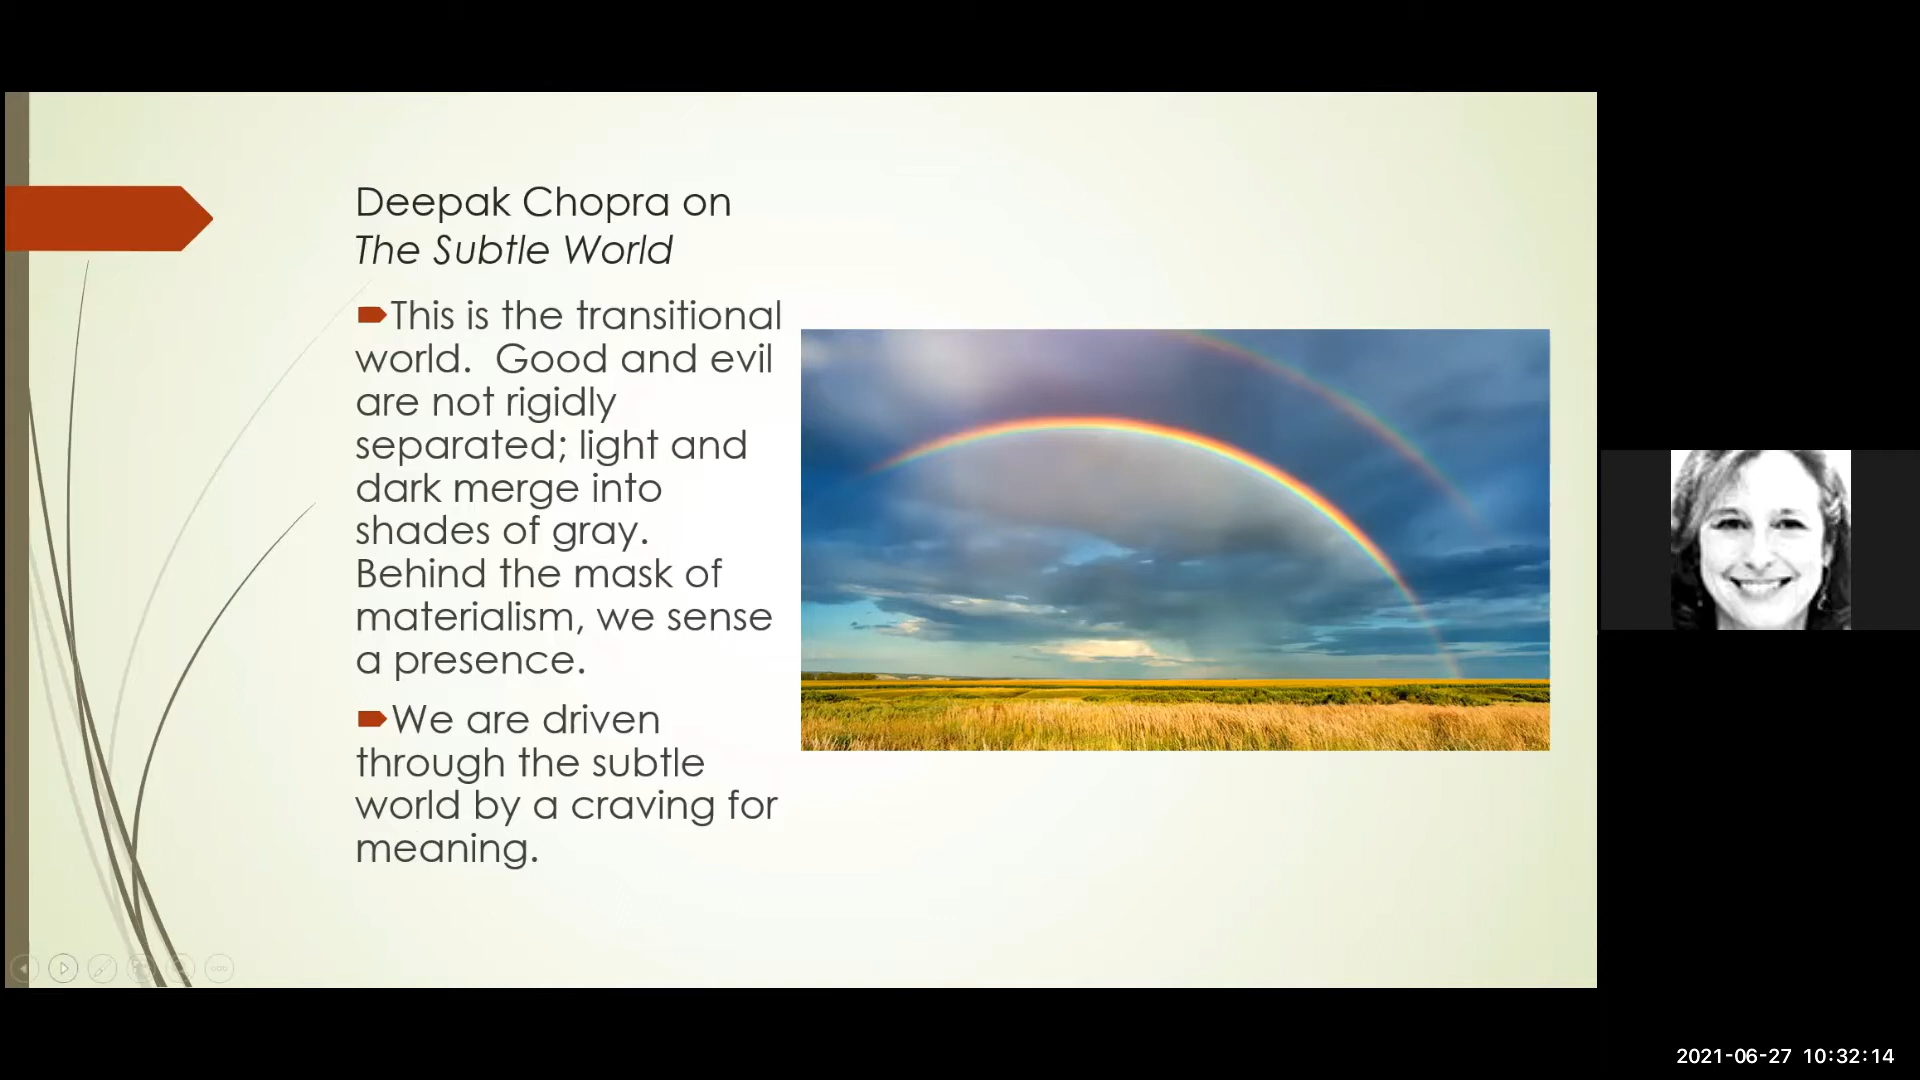 Deepak Chopra on
The Subtle World
This is the transitional
world.  Good and evil
are not rigidly
separated; light and
dark merge into
shades of gray.
Behind the mask of
materialism, we sense
a presence.
We are driven
through the subtle
world by a craving for
meaning.
2021-06-27 10:32:14